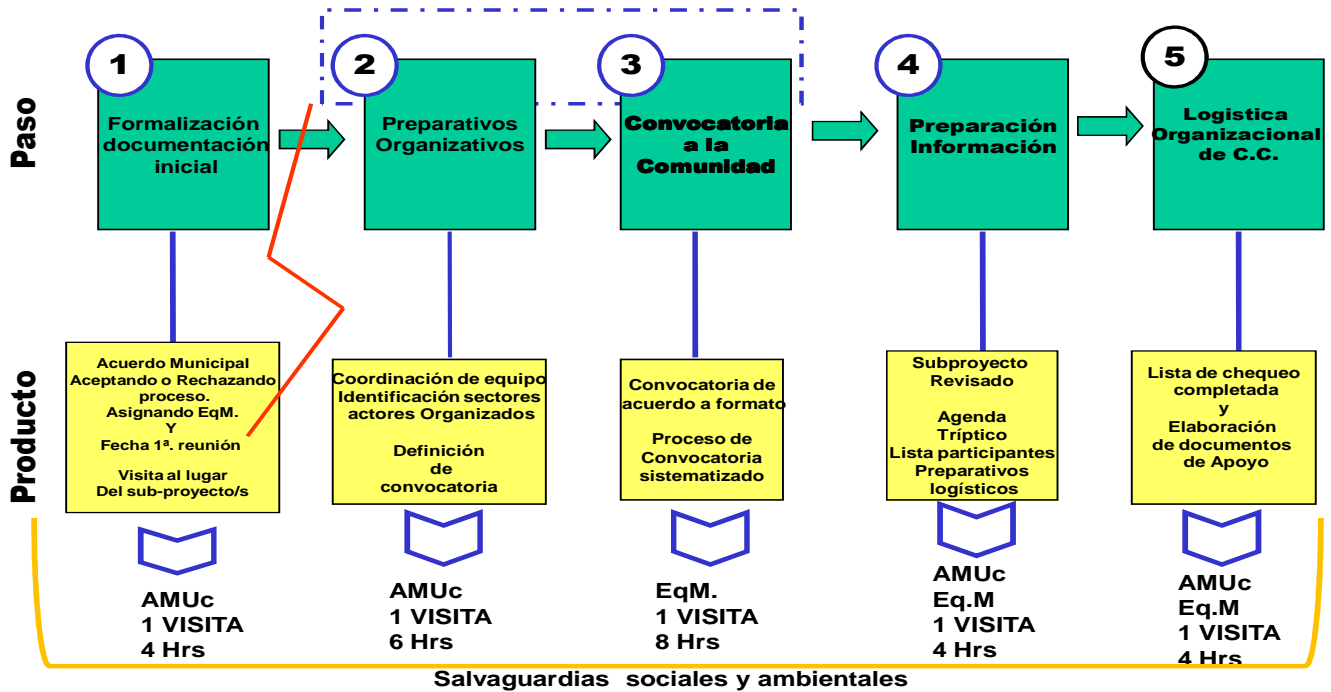 Paso
1
Formalización
documentación
inicial
2
Preparativos
Organizativos
3
Convocatoria
a la
Comunidad
4
Preparación
Información
5
Logistica
Organizacional
de C.C.
Producto
Acuerdo Municipal
Aceptando o Rechazando
proceso.
Asignando EqM.
Y
Fecha 1ª. reunión
Visita al lugar
Del sub-proyecto/s
Coordinación de equipo
Identificación sectores
actores Organizados
Definición
de
convocatoria
Convocatoria de
acuerdo a formato
Proceso de
Convocatoria
sistematizado
Subproyecto
Revisado
Agenda
Tríptico
Lista participantes
Preparativos
logísticos
Lista de chequeo
completada
y
Elaboración
de documentos
de Apoyo
AMUc
1 VISITA
4 Hrs
AMUc
1 VISITA
6 Hrs
EqM.
1 VISITA
8 Hrs
AMUc
Eq.M
1 VISITA
4 Hrs
AMUc
Eq.M
1 VISITA
4 Hrs
Salvaguardias sociales y ambientales